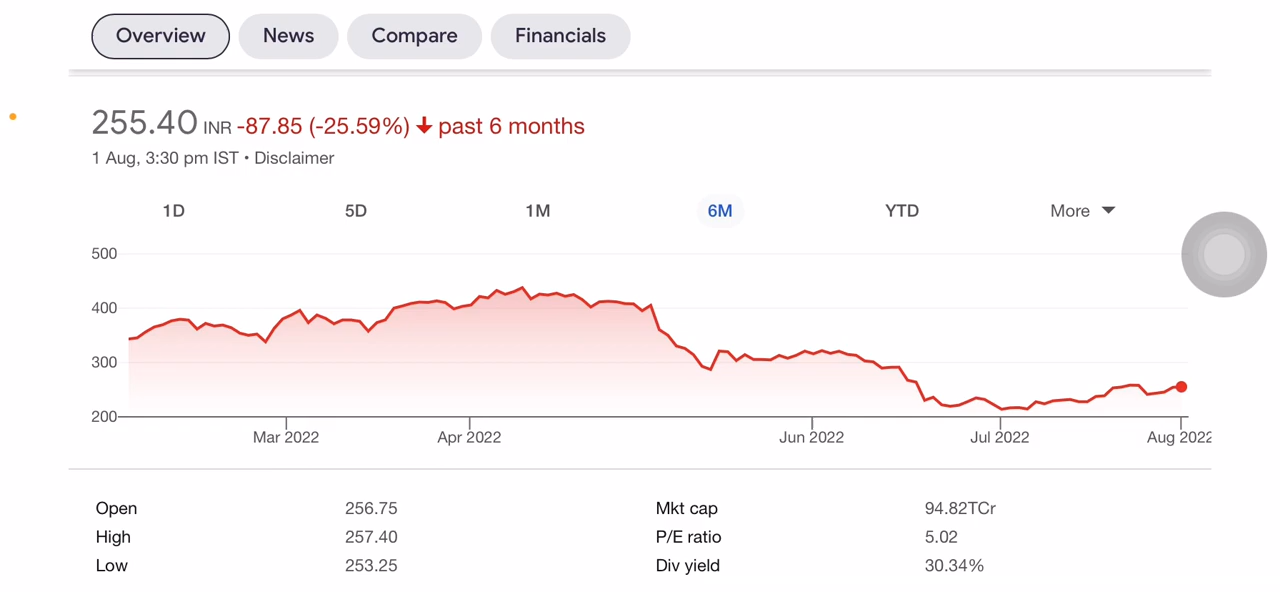 Overview News Compare Financials
255.40 INR -87.85 (-25.59%) ↓ past 6 months
1 Aug, 3:30 pm IST • Disclaimer
1D 5D 1M 6M YTD More
500
400
300
200
Mar 2022 Apr 2022 Jun 2022 Jul 2022 Aug 2022
Open 256.75 Mkt cap 94.82TCr
High 257.40 P/E ratio 5.02
Low 253.25 Div yield 30.34%